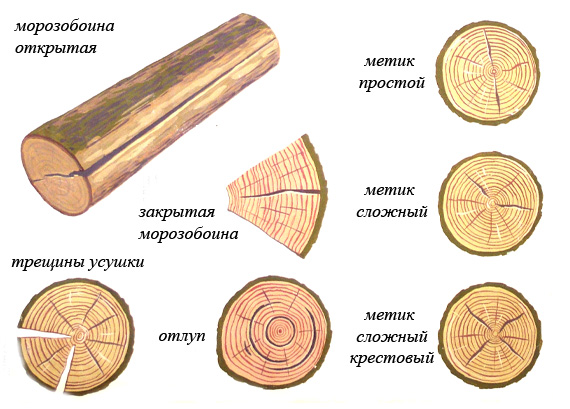 морозобоина
открытая
метик
простой
закрытая
морозобоина
метик
сложный
трещины усушки
отлуп
метик
сложный
крестовый